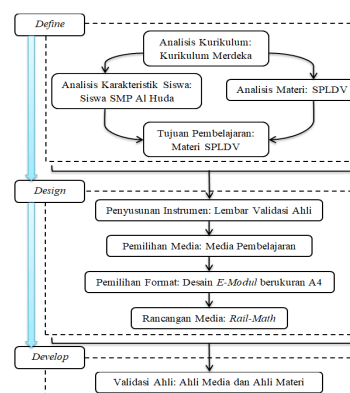 Define
Analisis Kurikulum:
Kurikulum Merdeka
Analisis Karakteristik Siswa:
Siswa SMP Al Huda
Analisis Materi: SPLDV
Tujuan Pembelajaran:
Materi SPLDV
Design
Penyusunan Instrumen: Lembar Validasi Ahli
Pemilihan Media: Media Pembelajaran
Pemilihan Format: Desain E-Modul berukuran A4
Rancangan Media: Rail-Math
Develop
Validasi Ahli: Ahli Media dan Ahli Materi